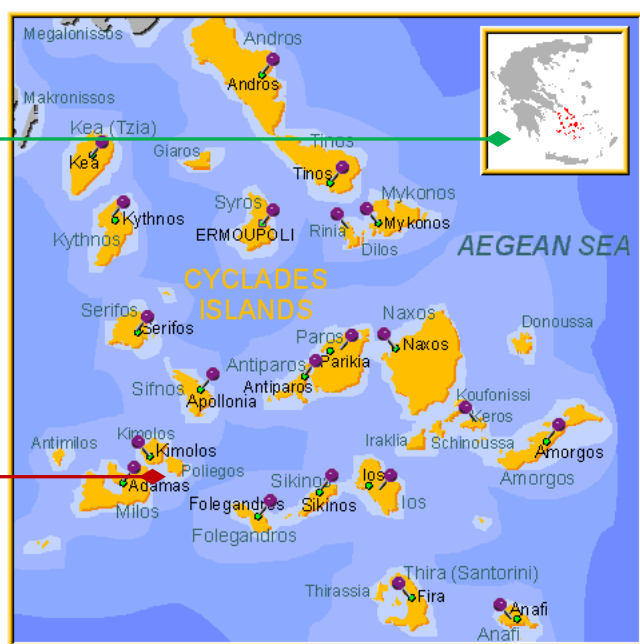 Megalonissos
Andros
Andros
Makronissos
Kea (Tzia)
Kea
Giaros
Tinos
Tinos
Kythnos
Kythnos
Syros
ERMOUPOLI
Rinia
Mykonos
Mykonos
Dilos
AEGEAN SEA
CYCLADES
ISLANDS
Serifos
Serifos
Paros
Parikia
Naxos
Naxos
Donoussa
Antiparos
Antiparos
Sifnos
Apollonia
Koufonissi
Keros
Iraklia
Schinoussa
Amorgos
Amorgos
Antimilos
Kimolos
Kimolos
Poliegos
Adamas
Milos
Sikinos
Sikinos
Ios
Ios
Folegandros
Folegandros
Thira (Santorini)
Thirassia
Fira
Anafi
Anafi